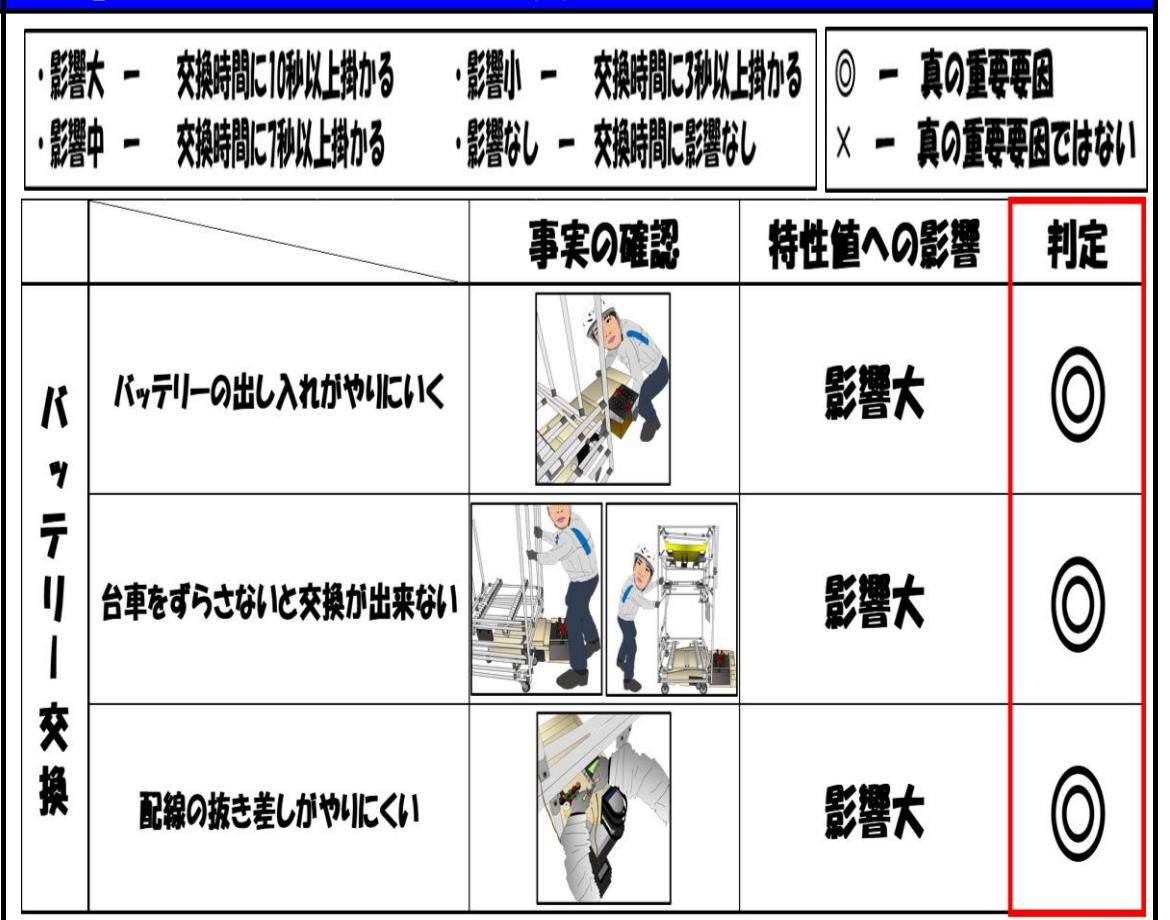 ・影響大 － 交換時間に10秒以上掛かる ・影響小 － 交換時間に3秒以上掛かる
・影響中 － 交換時間に7秒以上掛かる ・影響なし － 交換時間に影響なし
◎ － 真の重要要因
× － 真の重要要因ではない
事実の確認 特性値への影響 判定
バッテリー交換
バッテリーの出し入れがやりにいく 影響大 ◎
台車をずらさないと交換が出来ない 影響大 ◎
配線の抜き差しがやりにくい 影響大 ◎